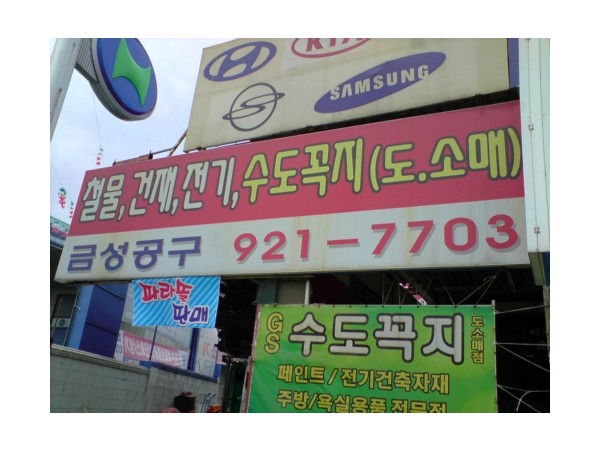 KIA
SAMSUNG
철물,건재,전기,수도꼭지(도.소매)
금성공구 921-7703
파라솔
판매
GS 수도꼭지 도소매점
페인트/전기건축자재
주방/욕실용품 전문점